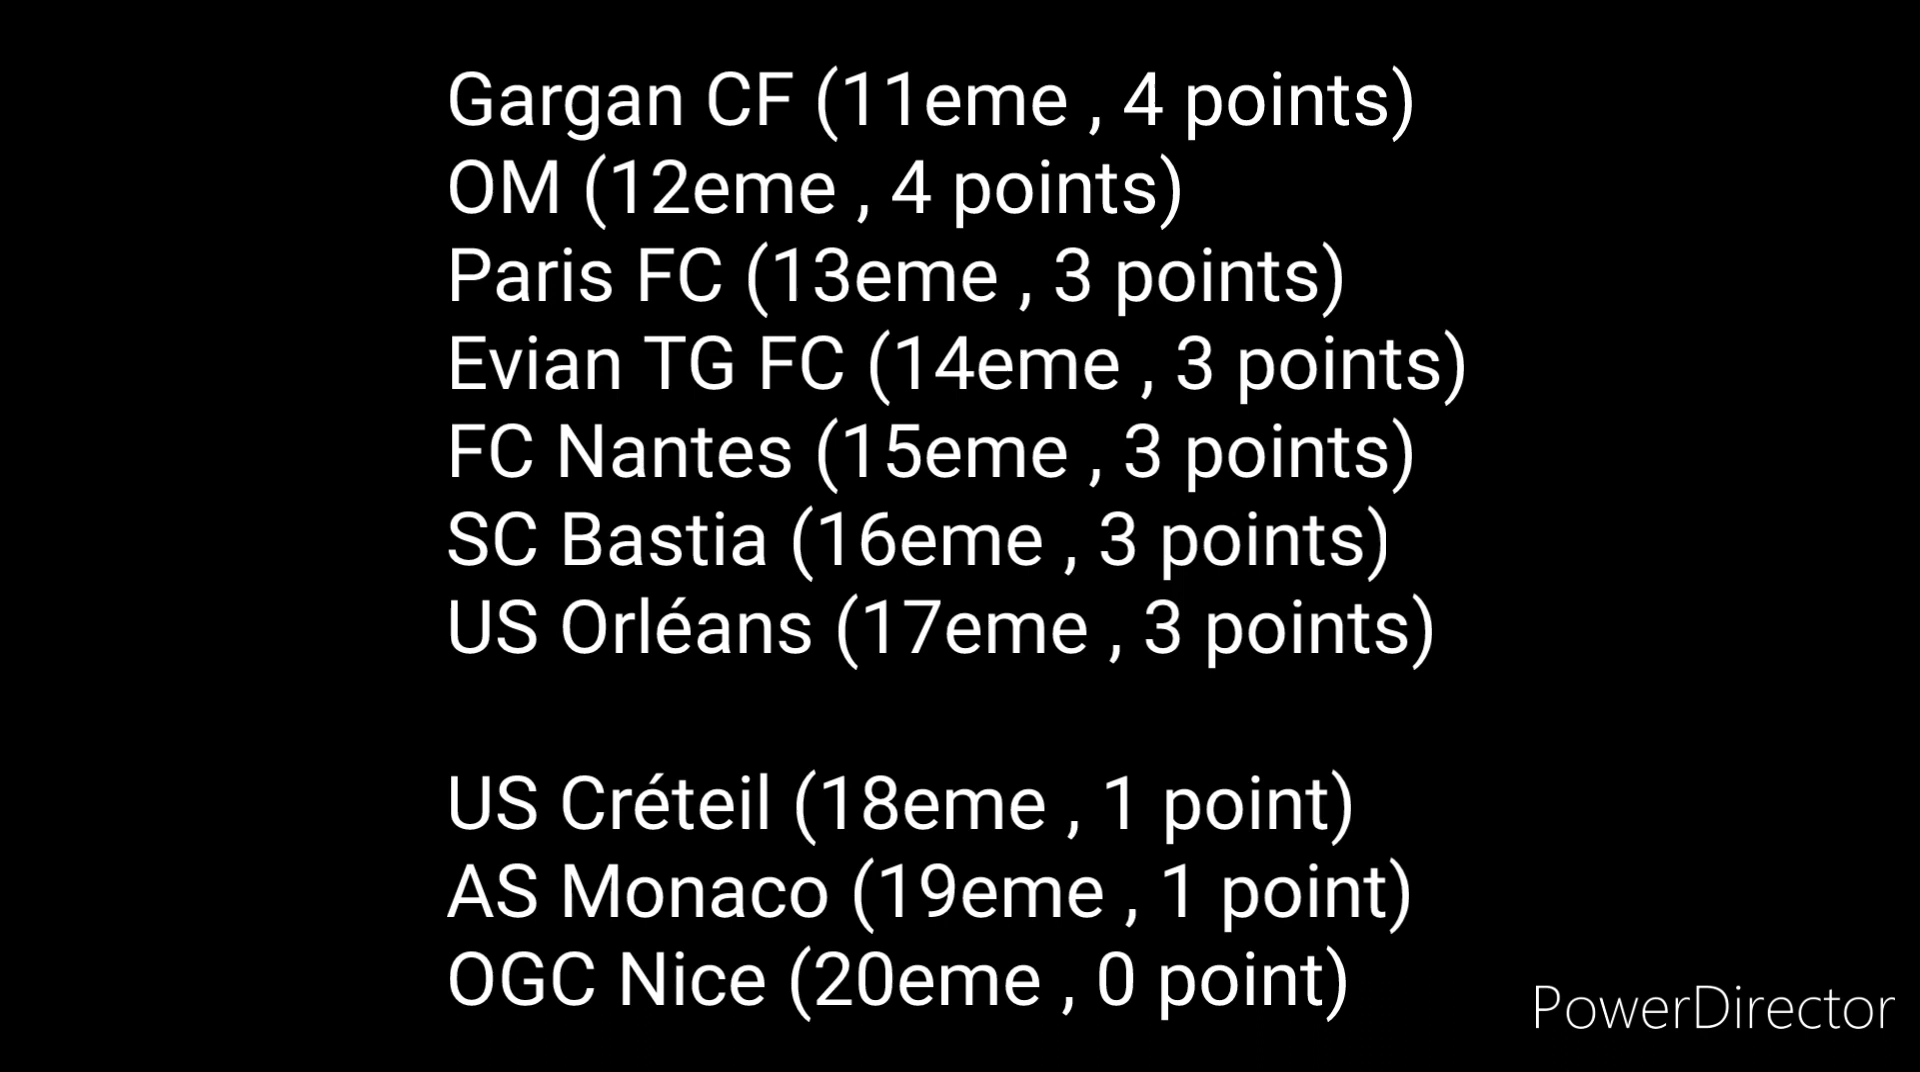 Gargan CF (11eme , 4 points)
OM (12eme , 4 points)
Paris FC (13eme , 3 points)
Evian TG FC (14eme , 3 points)
FC Nantes (15eme , 3 points)
SC Bastia (16eme , 3 points)
US Orléans (17eme , 3 points)
US Créteil (18eme , 1 point)
AS Monaco (19eme , 1 point)
OGC Nice (20eme , 0 point)
PowerDirector